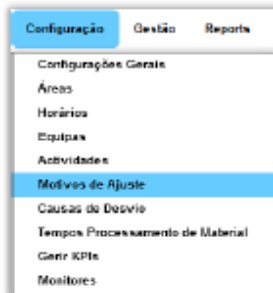 Configuração Gestão Reports
Configurações Gerais
Áreas
Horários
Equipas
Actividades
Motivos de Ajuste
Causas de Desvio
Tempos Processamento de Material
Gerir KPIs
Monitores